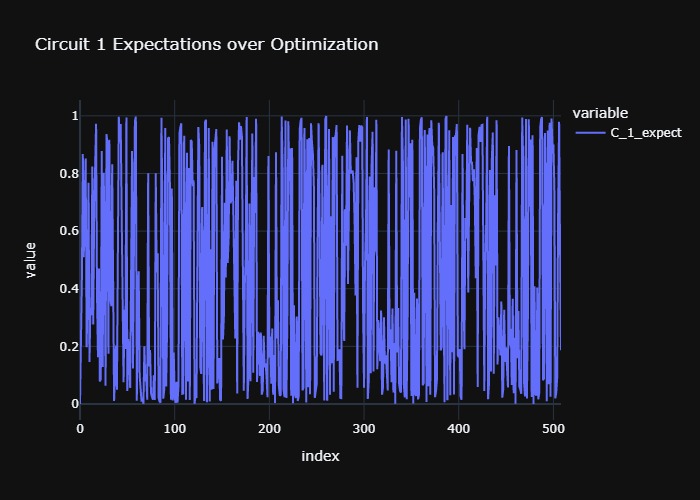 Circuit 1 Expectations over Optimization
variable
C_1_expect
1
0.8
0.6
0.4
0.2
0
value
0 100 200 300 400 500
index